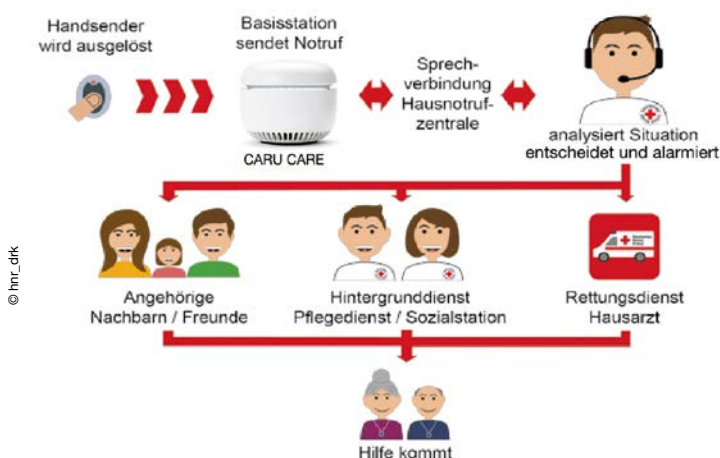 Handsender
wird ausgelöst
Basisstation
sendet Notruf
CARU CARE
Sprech-
verbindung
Hausnotruf-
zentrale
analysiert Situation
entscheidet und alarmiert
Angehörige
Nachbarn / Freunde
Hintergrunddienst
Pflegedienst / Sozialstation
Rettungsdienst
Hausarzt
Hilfe kommt
© hnr_drk